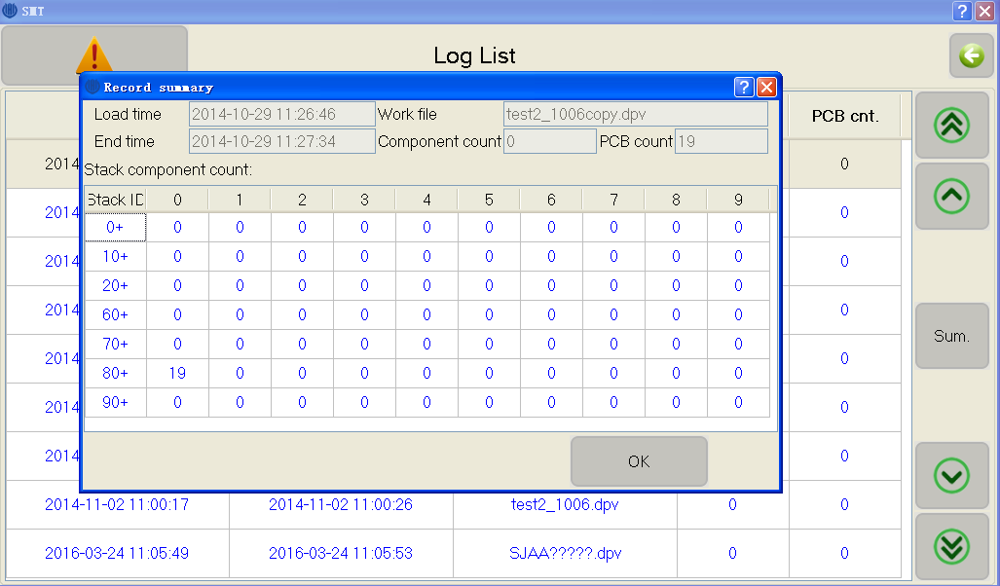 SMT
Log List
PCB cnt.
Record summary
Load time 2014-10-29 11:26:46 Work file test2_1006copy.dpv
End time 2014-10-29 11:27:34 Component count 0 PCB count 19
Stack component count:
Stack ID 0 1 2 3 4 5 6 7 8 9
0+ 0 0 0 0 0 0 0 0 0 0
10+ 0 0 0 0 0 0 0 0 0 0
20+ 0 0 0 0 0 0 0 0 0 0
60+ 0 0 0 0 0 0 0 0 0 0
70+ 0 0 0 0 0 0 0 0 0 0
80+ 19 0 0 0 0 0 0 0 0 0
90+ 0 0 0 0 0 0 0 0 0 0
OK
2014 0
2014 0
2014 0
2014 0
Sum.
2014 0
2014 0
2014 0
2014-11-02 11:00:17 2014-11-02 11:00:26 test2_1006.dpv 0 0
2016-03-24 11:05:49 2016-03-24 11:05:53 SJAA?????.dpv 0 0